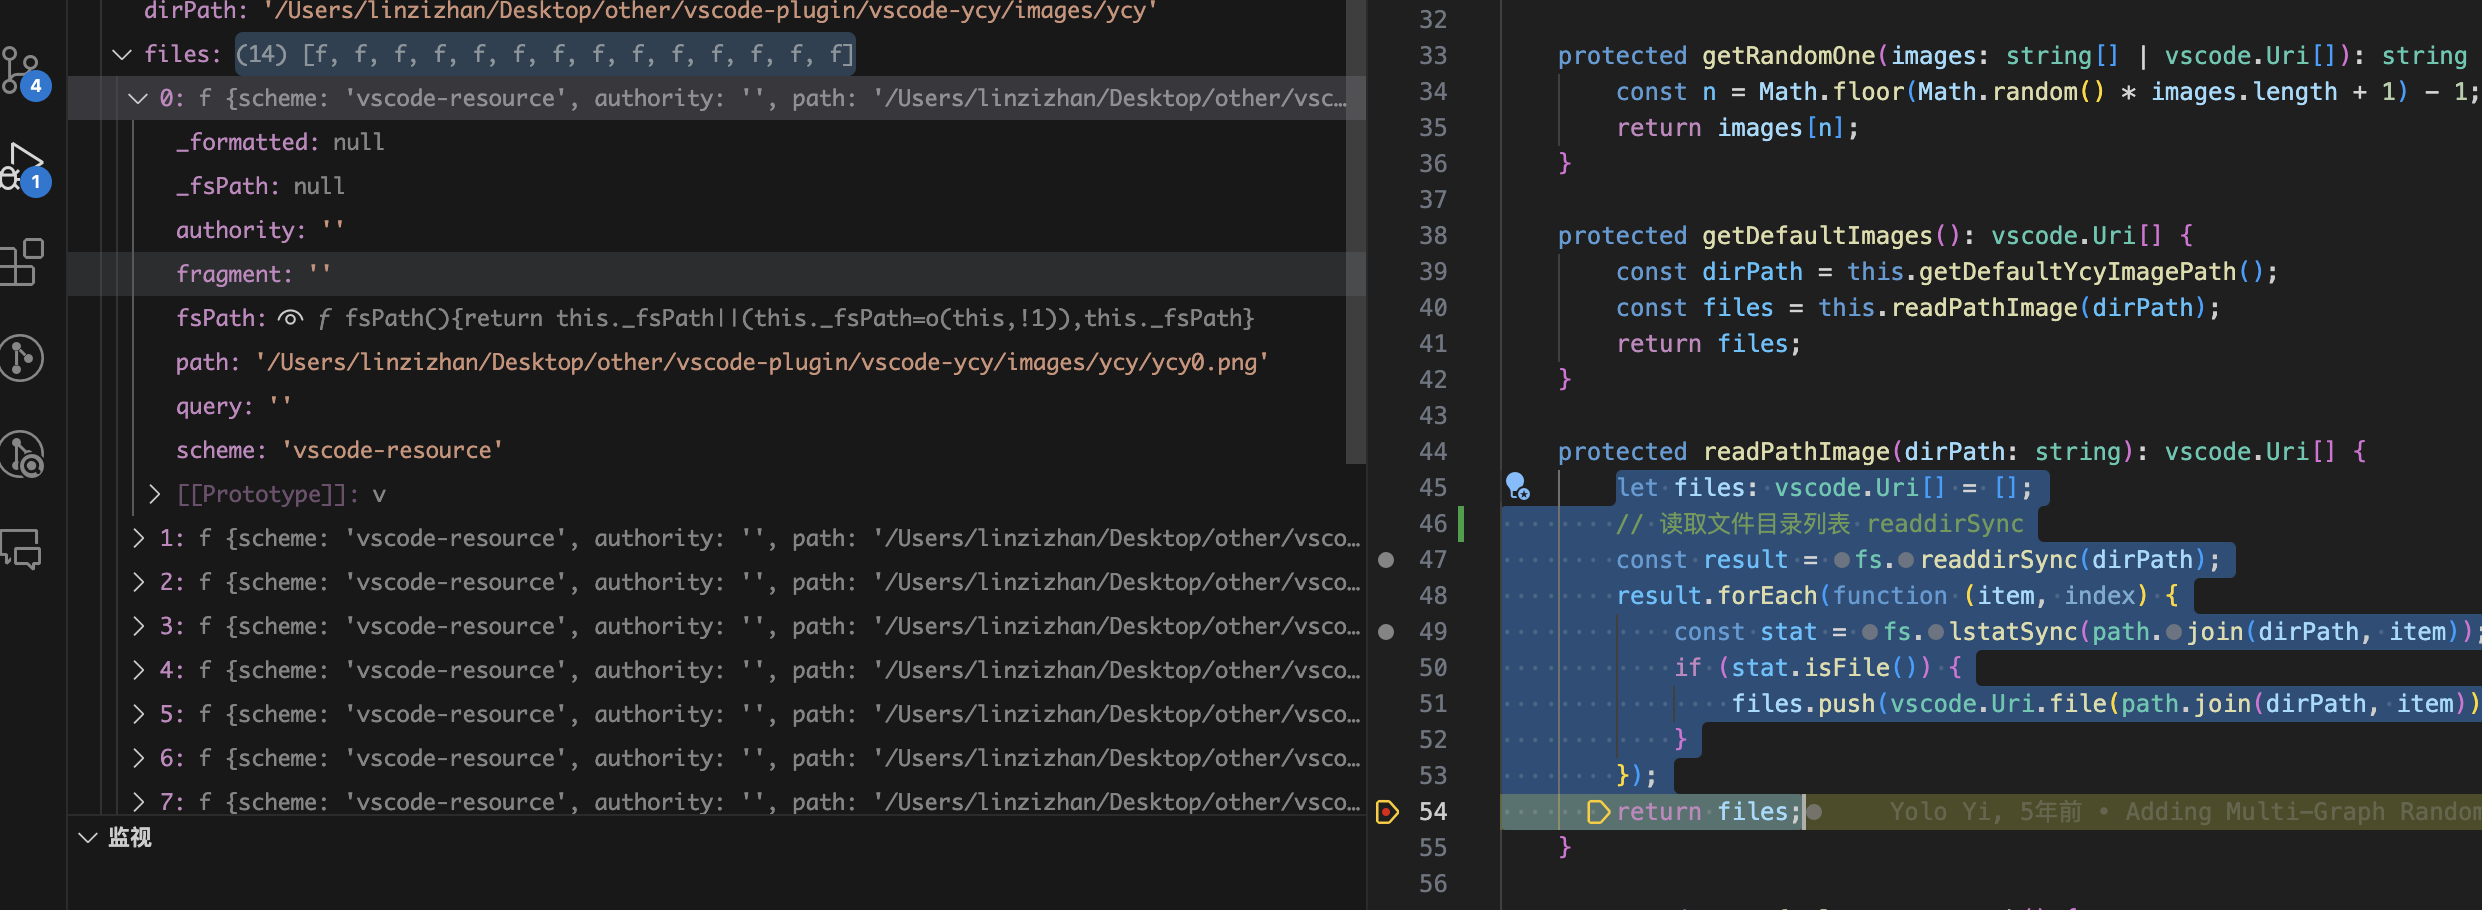 dirPath: '/Users/linzizhan/Desktop/other/vscode-plugin/vscode-ycy/images/ycy'
files: (14) [f, f, f, f, f, f, f, f, f, f, f, f, f, f]
0: f {scheme: 'vscode-resource', authority: '', path: '/Users/linzizhan/Desktop/other/vsc…
_formatted: null
_fsPath: null
authority: ''
fragment: ''
fsPath: ƒ fsPath(){return this._fsPath||(this._fsPath=o(this,!1)),this._fsPath}
path: '/Users/linzizhan/Desktop/other/vscode-plugin/vscode-ycy/images/ycy/ycy0.png'
query: ''
scheme: 'vscode-resource'
[[Prototype]]: v
1: f {scheme: 'vscode-resource', authority: '', path: '/Users/linzizhan/Desktop/other/vsco…
2: f {scheme: 'vscode-resource', authority: '', path: '/Users/linzizhan/Desktop/other/vsco…
3: f {scheme: 'vscode-resource', authority: '', path: '/Users/linzizhan/Desktop/other/vsco…
4: f {scheme: 'vscode-resource', authority: '', path: '/Users/linzizhan/Desktop/other/vsco…
5: f {scheme: 'vscode-resource', authority: '', path: '/Users/linzizhan/Desktop/other/vsco…
6: f {scheme: 'vscode-resource', authority: '', path: '/Users/linzizhan/Desktop/other/vsco…
7: f {scheme: 'vscode-resource', authority: '', path: '/Users/linzizhan/Desktop/other/vsco…
监视
4
1
32
33 protected getRandomOne(images: string[] | vscode.Uri[]): string
34 const n = Math.floor(Math.random() * images.length + 1) - 1;
35 return images[n];
36 }
37
38 protected getDefaultImages(): vscode.Uri[] {
39 const dirPath = this.getDefaultYcyImagePath();
40 const files = this.readPathImage(dirPath);
41 return files;
42 }
43
44 protected readPathImage(dirPath: string): vscode.Uri[] {
45 let files: vscode.Uri[] = [];
46 // 读取文件目录列表 readdirSync
47 const result = fs.readdirSync(dirPath);
48 result.forEach(function (item, index) {
49 const stat = fs.lstatSync(path.join(dirPath, item));
50 if (stat.isFile()) {
51 files.push(vscode.Uri.file(path.join(dirPath, item))
52 }
53 });
54 return files; Yolo Yi, 5年前 • Adding Multi-Graph Random
55 }
56